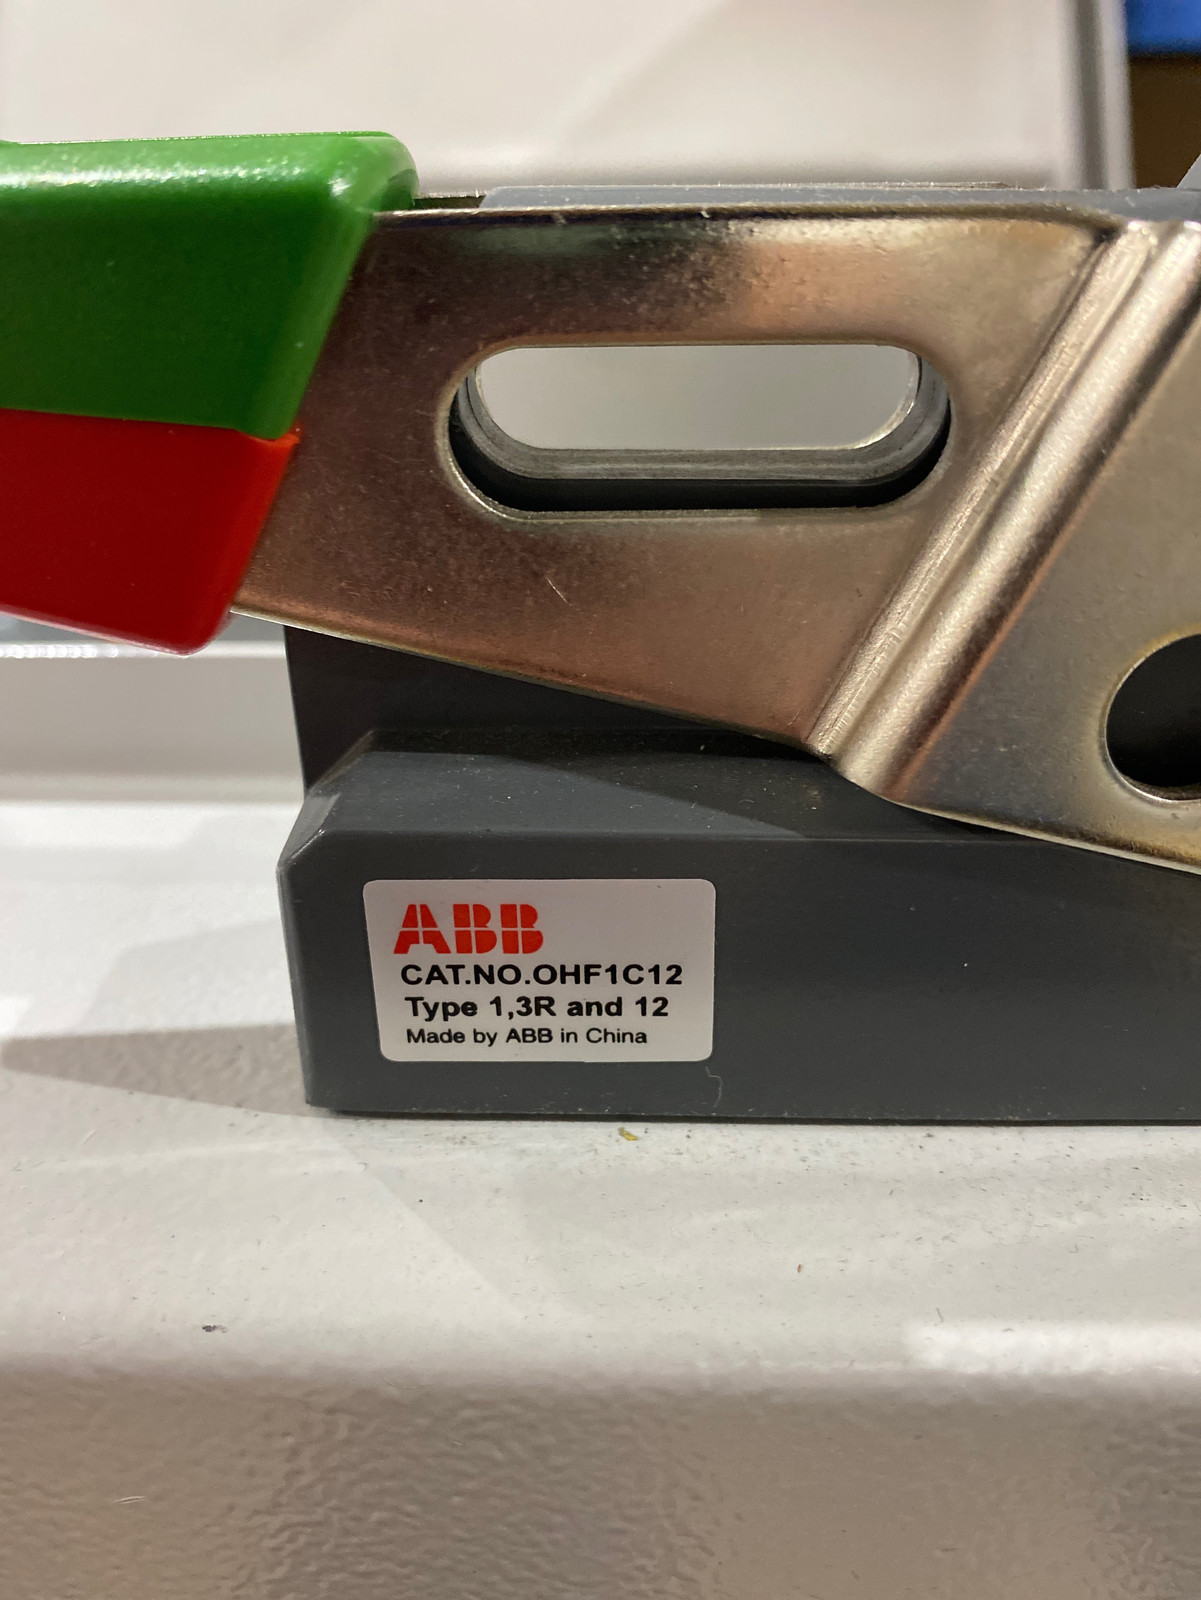 ABB
CAT.NO.OHF1C12
Type 1,3R and 12
Made by ABB in China